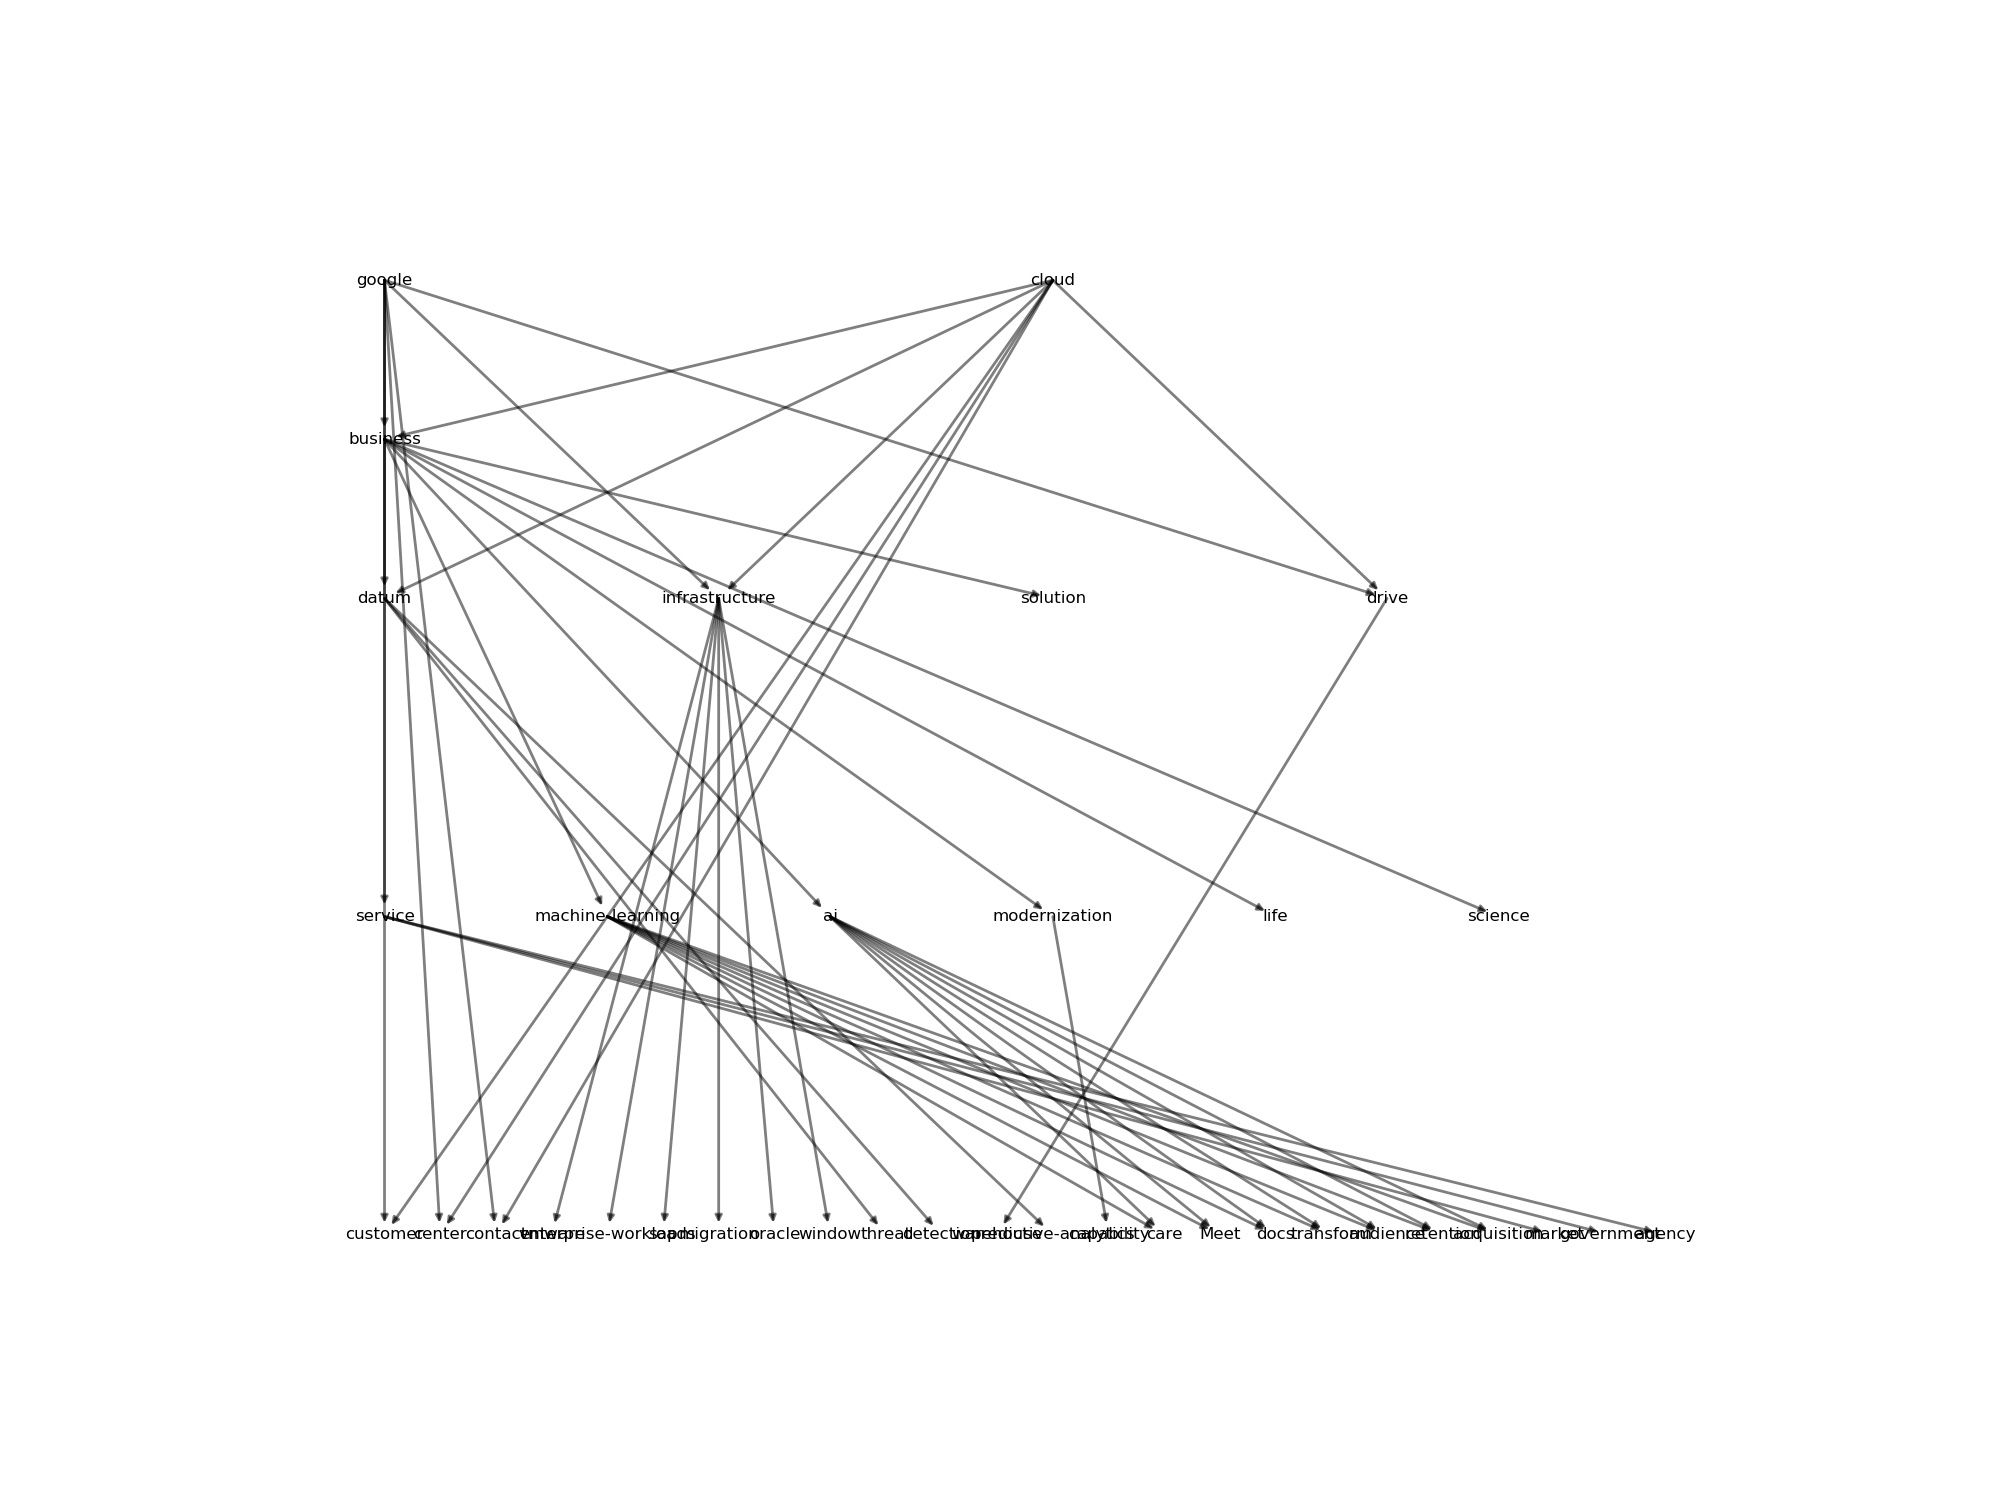 google cloud
business
datum infrastructure solution drive
service machine-learning ai modernization life science
customer center contact vmware enterprise-workloads sap migration oracle window threat detection warehouse predictive-analytics capability care Meet docs transform audience retention acquisition market government agency